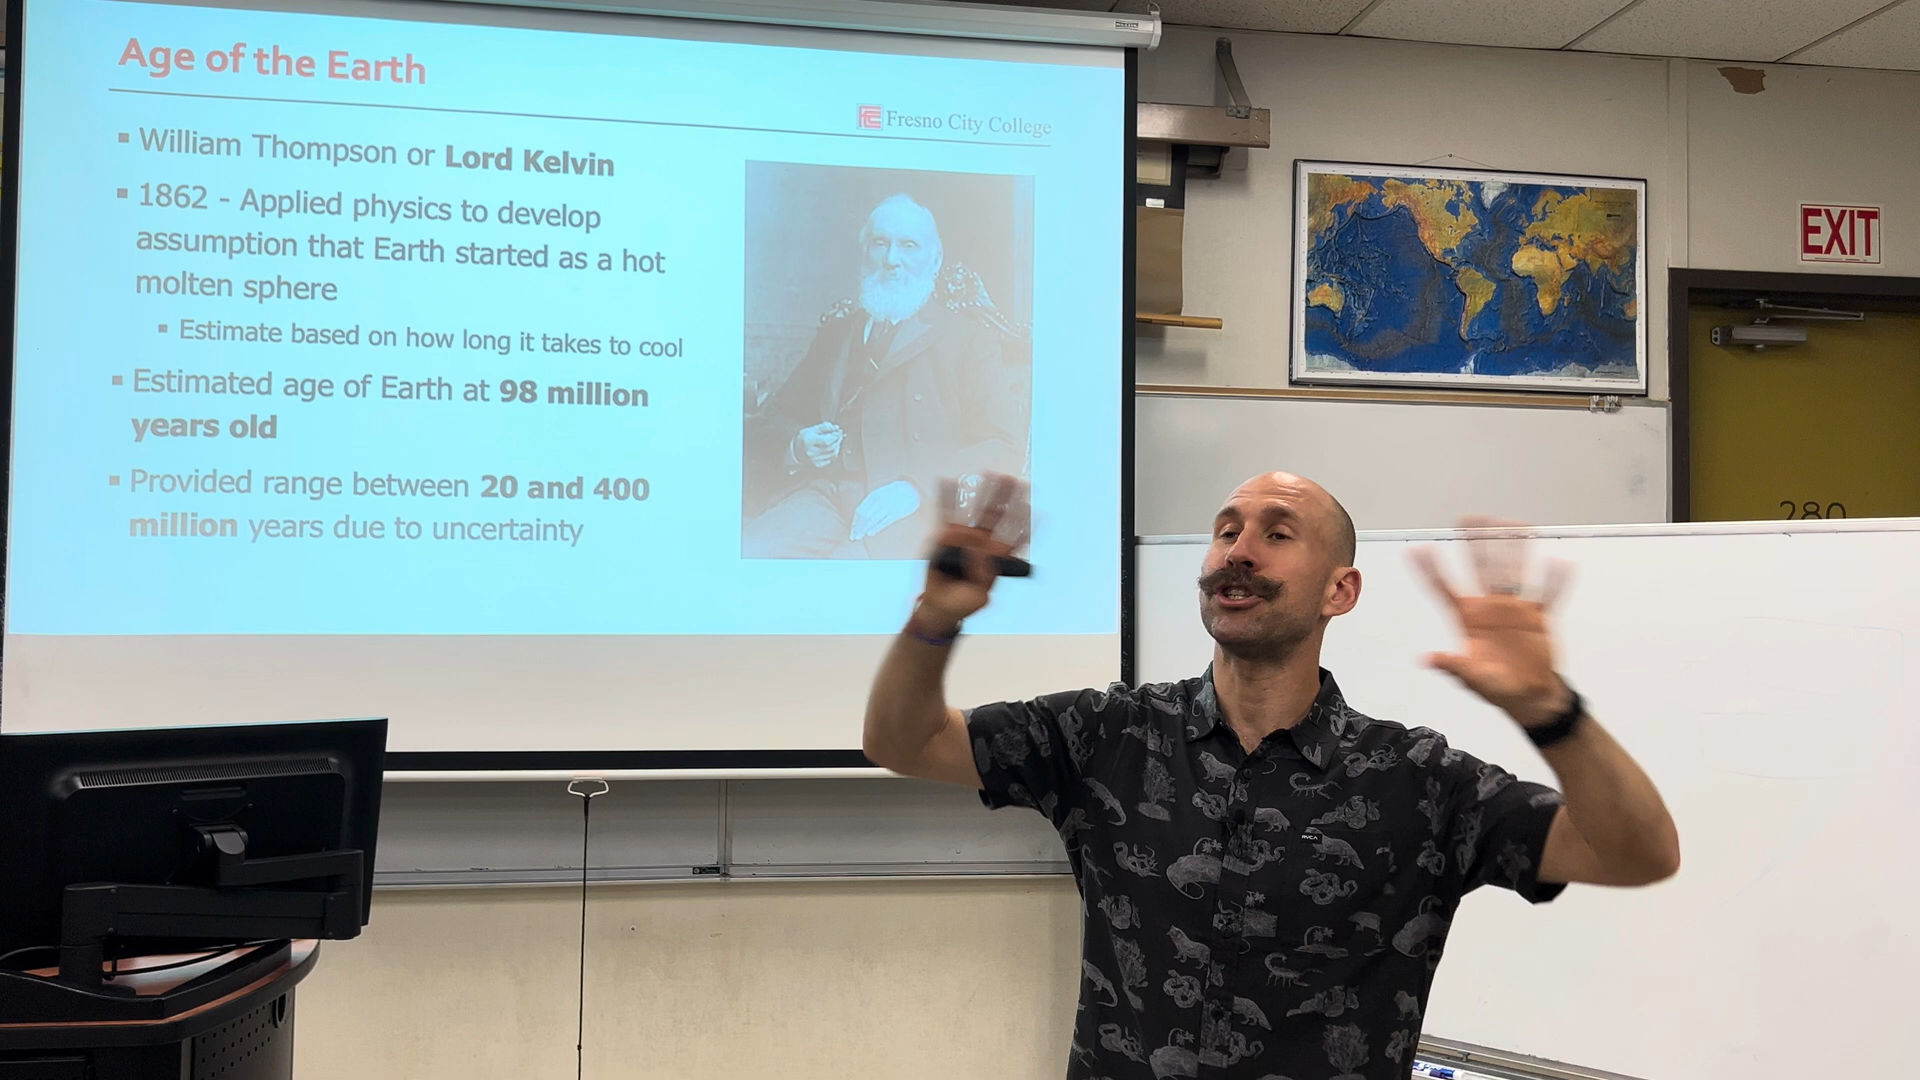 Age of the Earth
Fresno City College
▪ William Thompson or Lord Kelvin
▪ 1862 - Applied physics to develop
assumption that Earth started as a hot
molten sphere
▪ Estimate based on how long it takes to cool
▪ Estimated age of Earth at 98 million
years old
▪ Provided range between 20 and 400
million years due to uncertainty
EXIT
280
RVCA